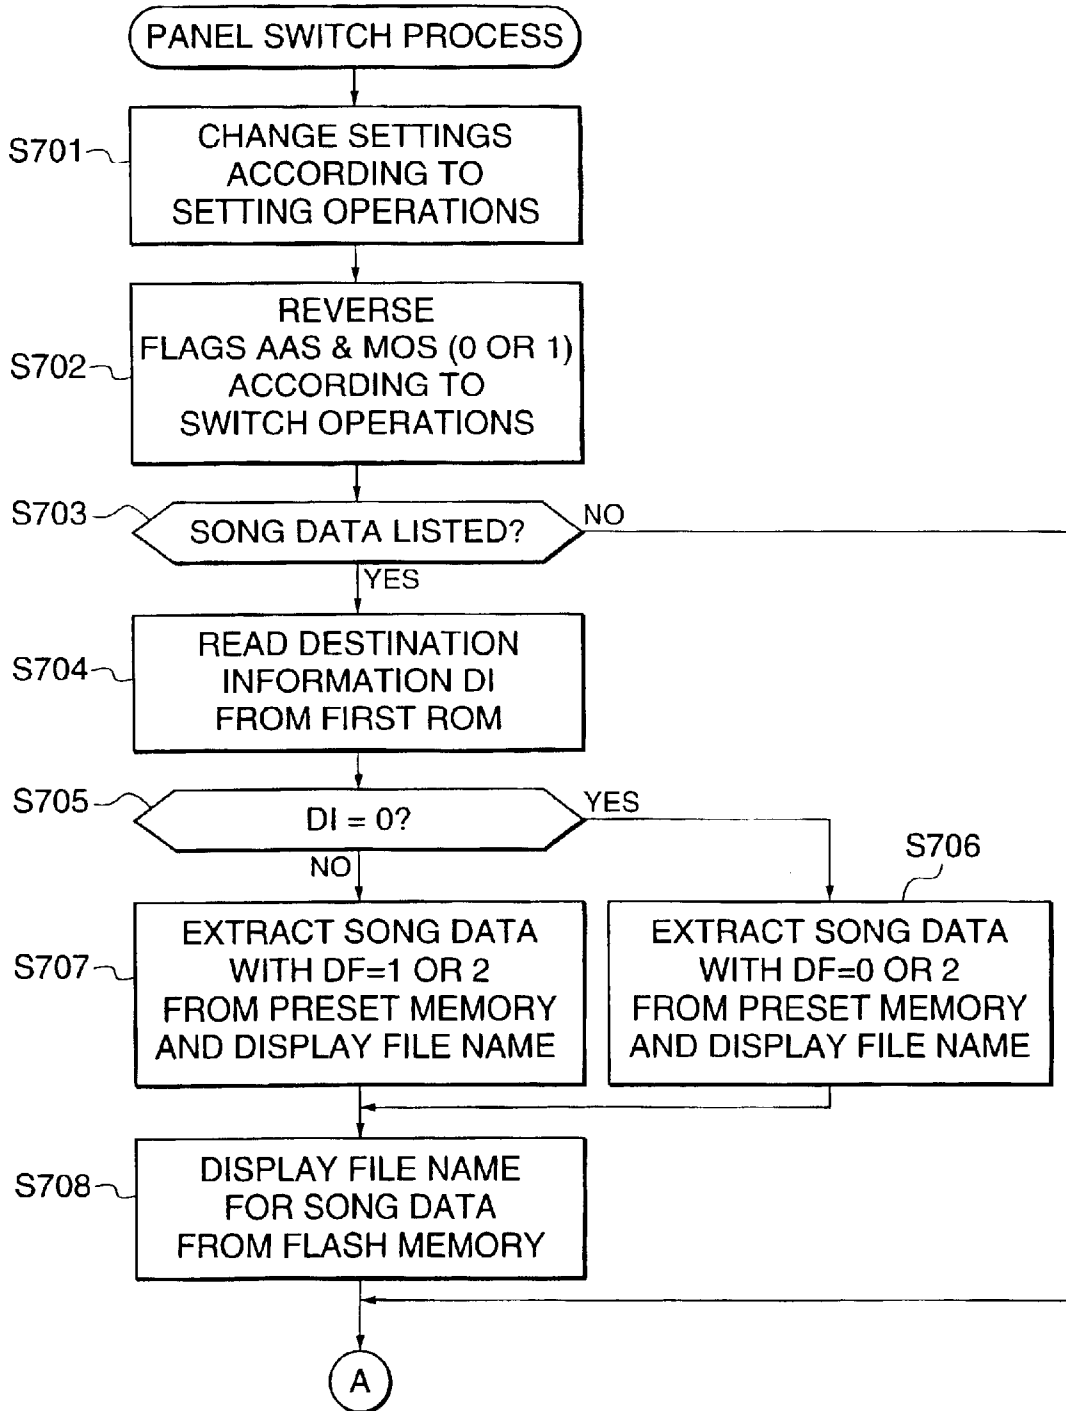 PANEL SWITCH PROCESS
S701
CHANGE SETTINGS
ACCORDING TO
SETTING OPERATIONS
S702
REVERSE
FLAGS AAS & MOS (0 OR 1)
ACCORDING TO
SWITCH OPERATIONS
S703
SONG DATA LISTED?
NO
YES
S704
READ DESTINATION
INFORMATION DI
FROM FIRST ROM
S705
DI = 0?
YES
NO
S706
S707
EXTRACT SONG DATA
WITH DF=1 OR 2
FROM PRESET MEMORY
AND DISPLAY FILE NAME
EXTRACT SONG DATA
WITH DF=0 OR 2
FROM PRESET MEMORY
AND DISPLAY FILE NAME
S708
DISPLAY FILE NAME
FOR SONG DATA
FROM FLASH MEMORY
A